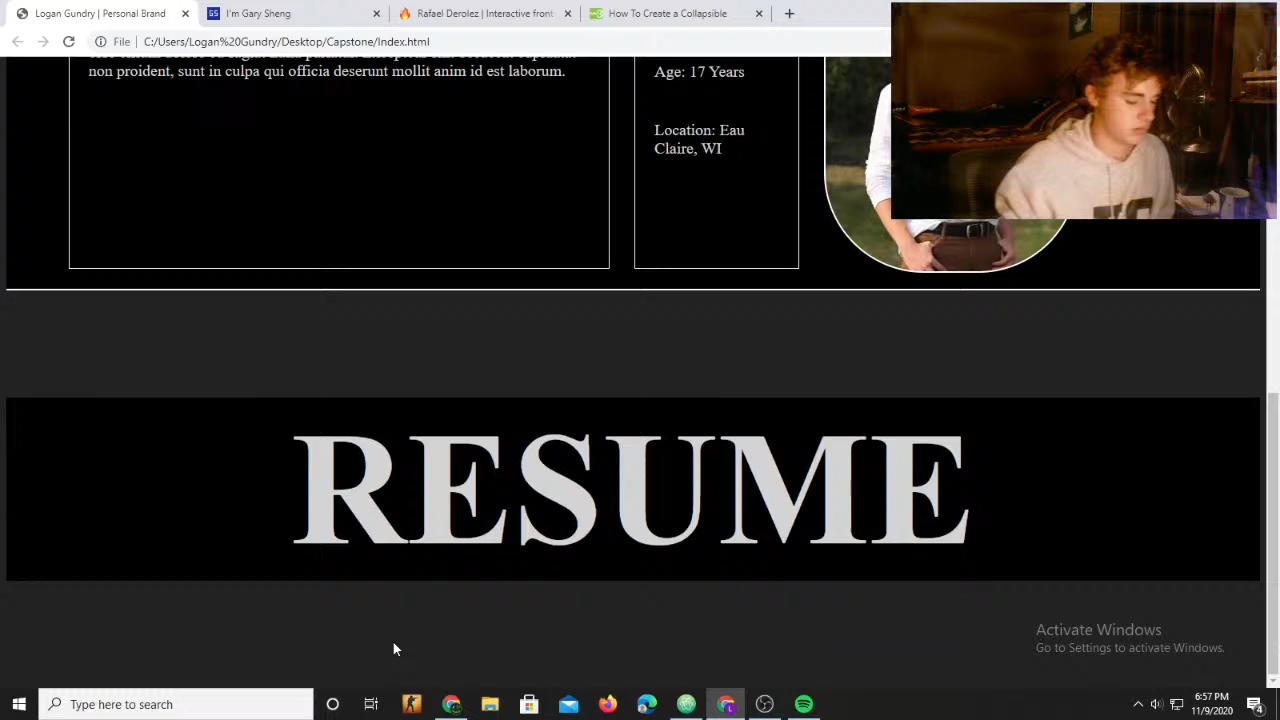 Logan Gundry | Personal Brand
I'm Gary Sheng
Rafael Derolez | Interactive front
How To Create a Collapsible
File
C:/Users/Logan%20Gundry/Desktop/Capstone/Index.html
non proident, sunt in culpa qui officia deserunt mollit anim id est laborum.
Age: 17 Years
Location: Eau
Claire, WI
RESUME
Activate Windows
Go to Settings to activate Windows.
Type here to search
6:57 PM
11/9/2020
4